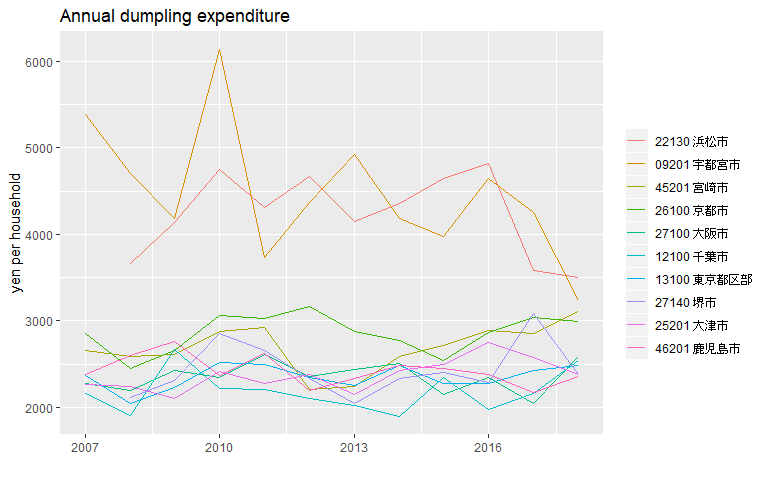 Annual dumpling expenditure
yen per household
6000
5000
4000
3000
2000
2007 2010 2013 2016
22130 浜松市
09201 宇都宮市
45201 宮崎市
26100 京都市
27100 大阪市
12100 千葉市
13100 東京都区部
27140 堺市
25201 大津市
46201 鹿児島市